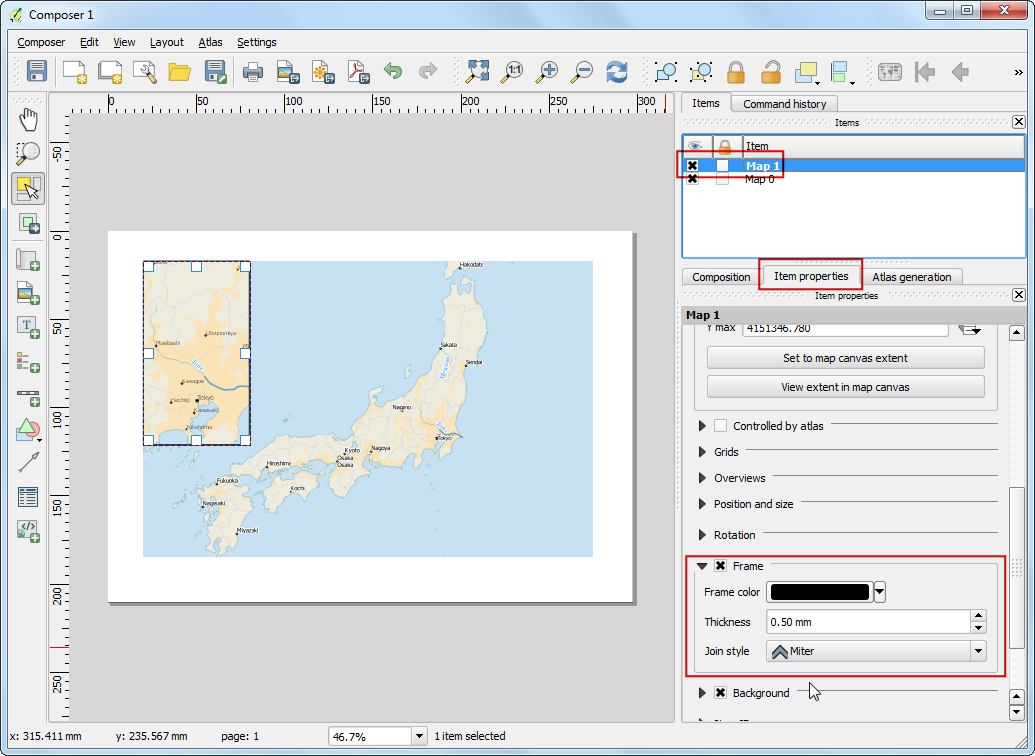 Composer 1
Composer Edit View Layout Atlas Settings
1:1
»
0 50 100 150 200 250 300
Items Command history
Items
Item
Map 1
Map 0
Composition Item properties Atlas generation
Item properties
Map 1
Y max 4151346.780
Set to map canvas extent
View extent in map canvas
Controlled by atlas
Grids
Overviews
Position and size
Rotation
Frame
Frame color
Thickness 0.50 mm
Join style Miter
Background
-50
0
50
100
150
200
250
T
Utsunomiya
Maebashi
Kawagoe
Hachioji
Tokyo
Kawasaki
Yokohama
Hakodate
Sakata
Sendai
Nagano
Tokyo
Nagoya
Kyoto
Osaka
Osaka
Hiroshima
Kochi
Fukuoka
Nagasaki
Miyazaki
x: 315.411 mm y: 235.567 mm page: 1 46.7% 1 item selected